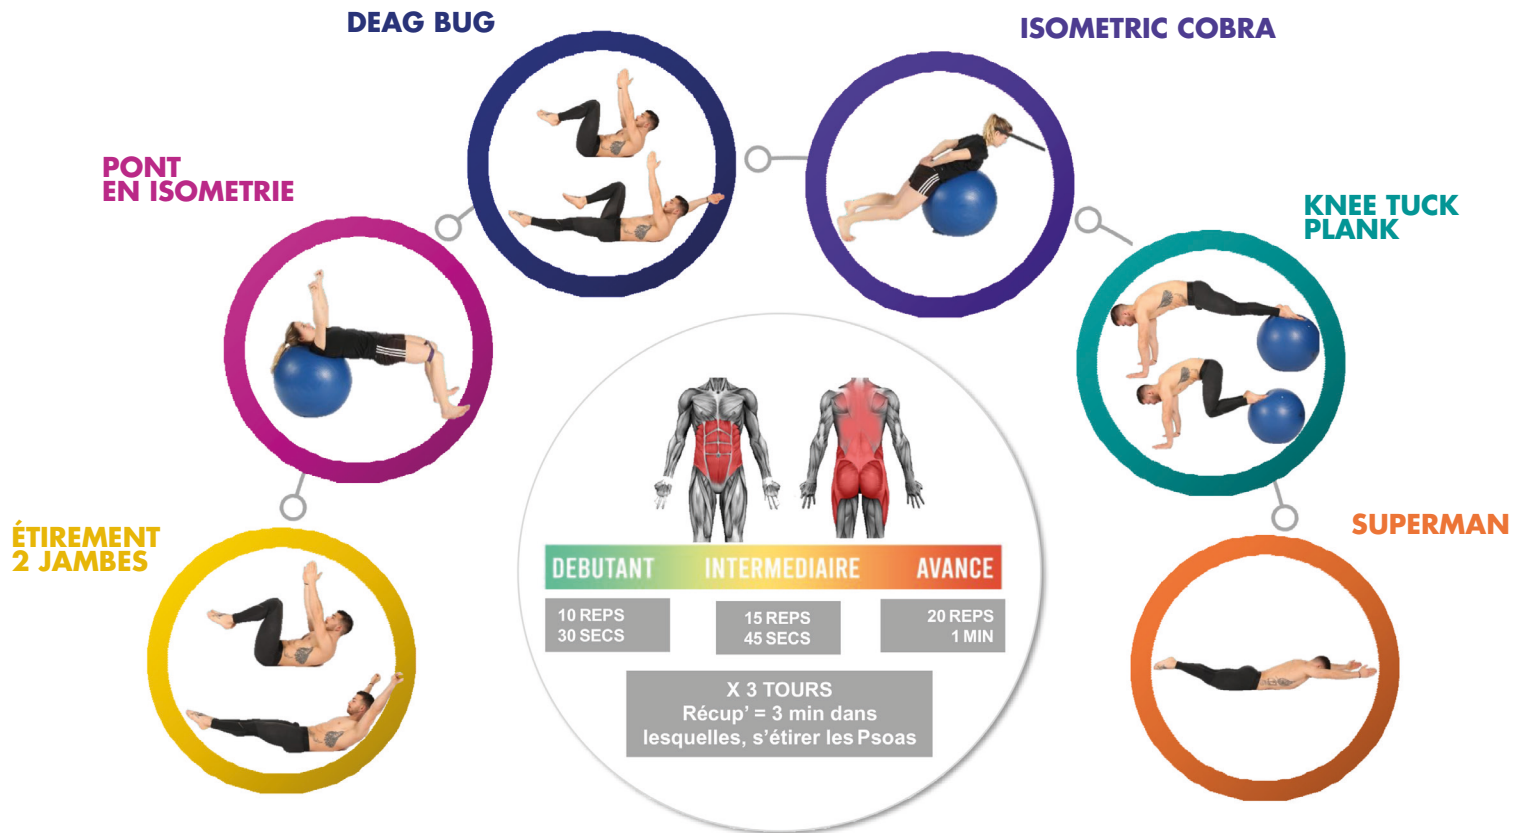 DEAG BUG
ISOMETRIC COBRA
PONT
EN ISOMETRIE
KNEE TUCK
PLANK
ÉTIREMENT
2 JAMBES
SUPERMAN
DEBUTANT INTERMEDIAIRE AVANCE
10 REPS
30 SECS
15 REPS
45 SECS
20 REPS
1 MIN
X 3 TOURS
Récup' = 3 min dans
lesquelles, s'étirer les Psoas